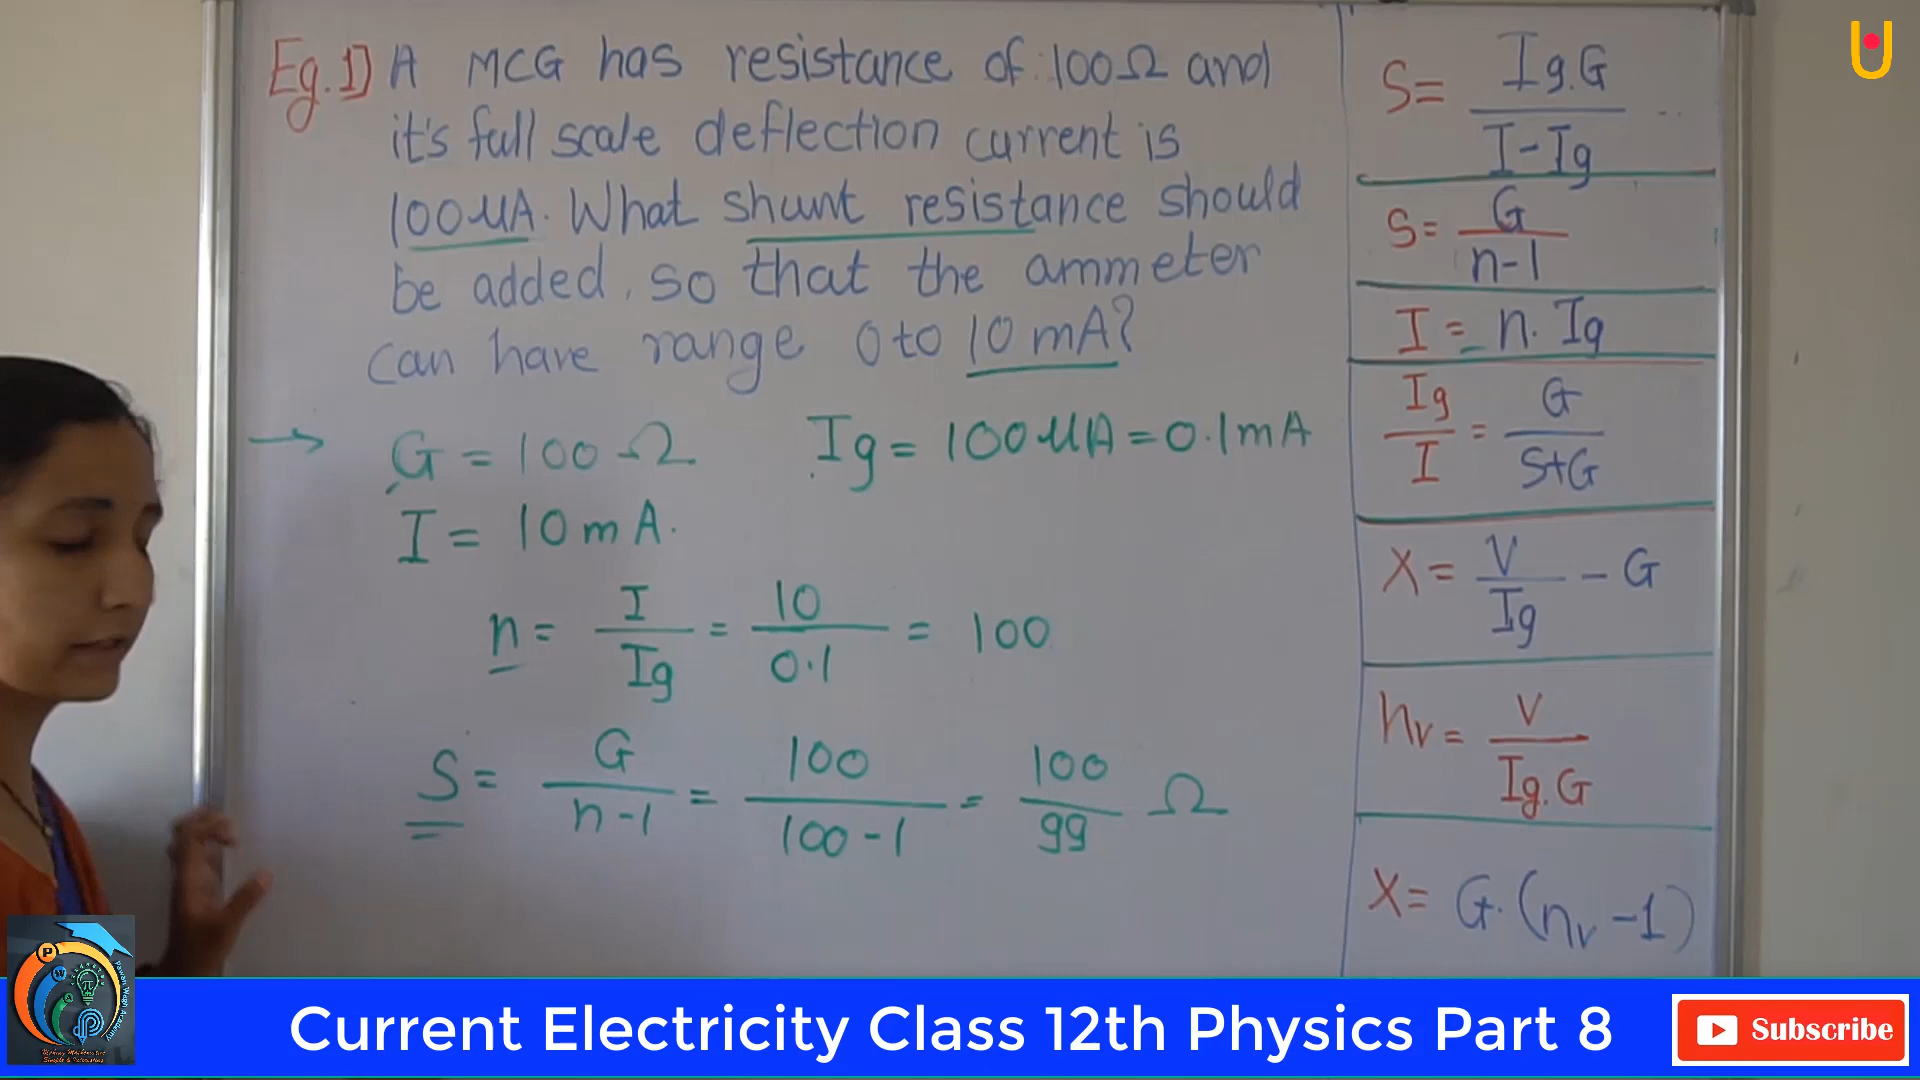 Eg.1) A MCG has resistance of 100Ω and
it's full scale deflection current is
100μA. What shunt resistance should
be added, so that the ammeter
can have range 0 to 10 mA?
→ G = 100 Ω Ig = 100 μA = 0.1mA
I = 10 mA.
n = I/Ig = 10/0.1 = 100
S = G/n-1 = 100/100-1 = 100/99 Ω
S = Ig.G/I-Ig
S = G/n-1
I = n. Ig
Ig/I = G/S+G
X = V/Ig - G
nv = V/Ig.G
X = G.(nv-1)
Current Electricity Class 12th Physics Part 8
Subscribe